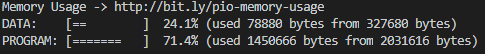 Memory Usage -> http://bit.ly/pio-memory-usage
DATA:    [==        ]  24.1% (used 78880 bytes from 327680 bytes)
PROGRAM: [=======   ]  71.4% (used 1450666 bytes from 2031616 bytes)